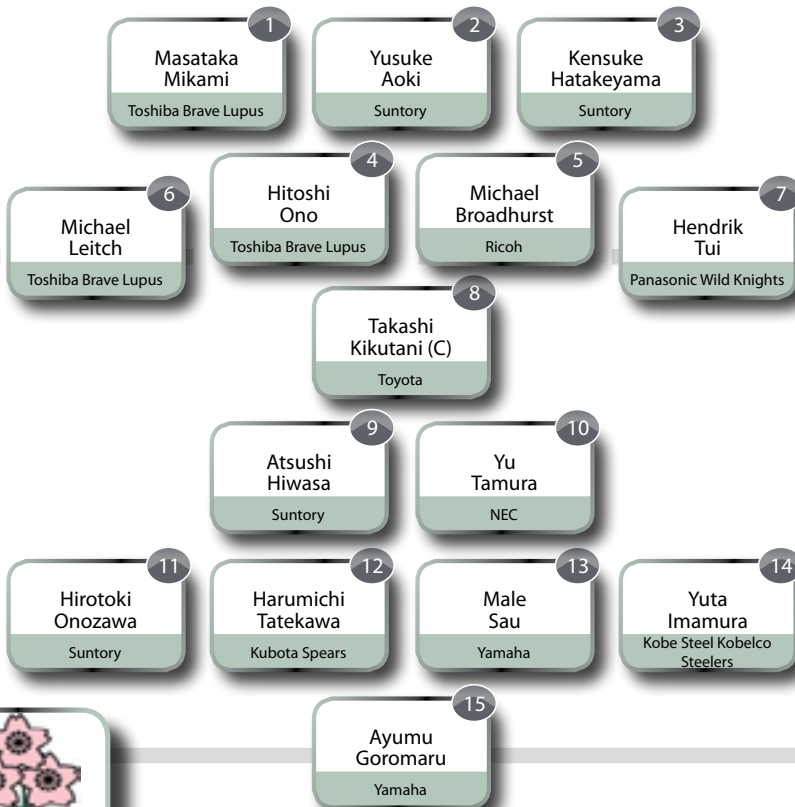 1
Masataka
Mikami
Toshiba Brave Lupus
2
Yusuke
Aoki
Suntory
3
Kensuke
Hatakeyama
Suntory
4
Hitoshi
Ono
Toshiba Brave Lupus
5
Michael
Broadhurst
Ricoh
6
Michael
Leitch
Toshiba Brave Lupus
7
Hendrik
Tui
Panasonic Wild Knights
8
Takashi
Kikutani (C)
Toyota
9
Atsushi
Hiwasa
Suntory
10
Yu
Tamura
NEC
11
Hirotoki
Onozawa
Suntory
12
Harumichi
Tatekawa
Kubota Spears
13
Male
Sau
Yamaha
14
Yuta
Imamura
Kobe Steel Kobelco
Steelers
15
Ayumu
Goromaru
Yamaha